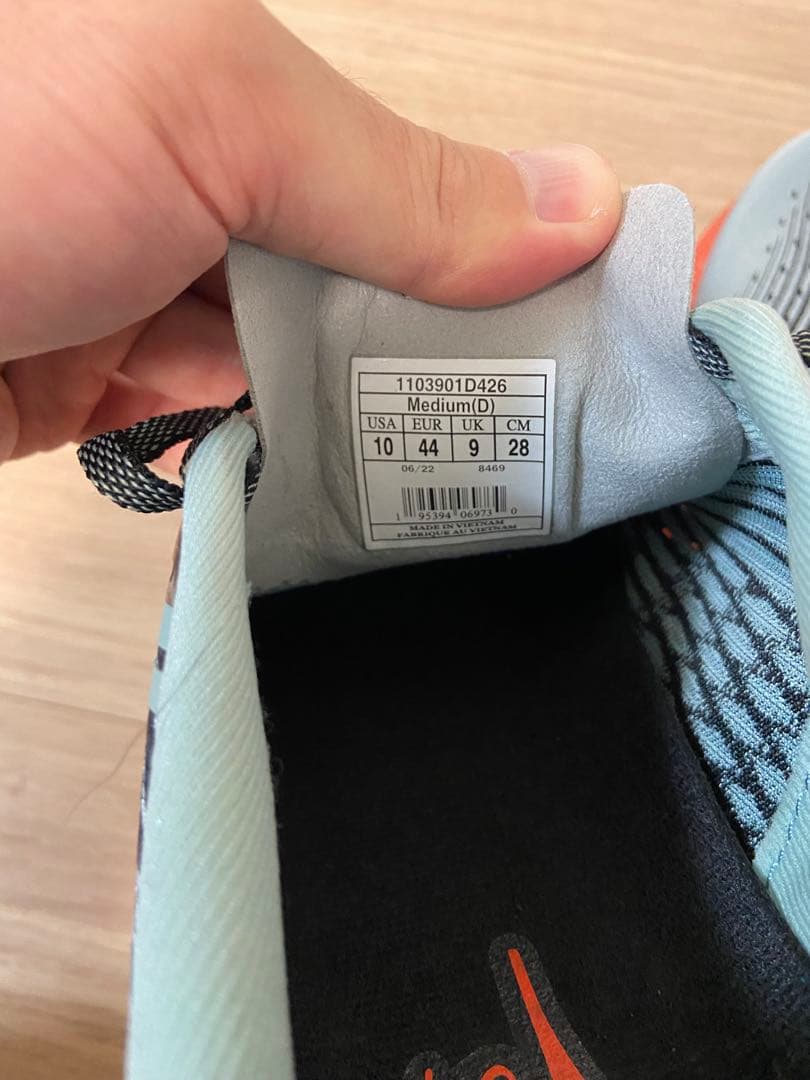 1103901D426
Medium(D)
USA EUR UK CM
10 44 9 28
06/22 8469
1 95394 06973 0
MADE IN VIETNAM
FABRIQUE AU VIETNAM